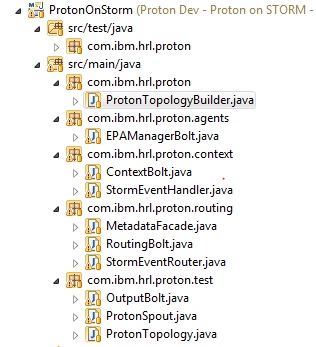 ProtonOnStorm (Proton Dev - Proton on STORM -
src/test/java
com.ibm.hrl.proton
src/main/java
com.ibm.hrl.proton
ProtonTopologyBuilder.java
com.ibm.hrl.proton.agents
EPAManagerBolt.java
com.ibm.hrl.proton.context
ContextBolt.java
StormEventHandler.java
com.ibm.hrl.proton.routing
MetadataFacade.java
RoutingBolt.java
StormEventRouter.java
com.ibm.hrl.proton.test
OutputBolt.java
ProtonSpout.java
ProtonTopology.java